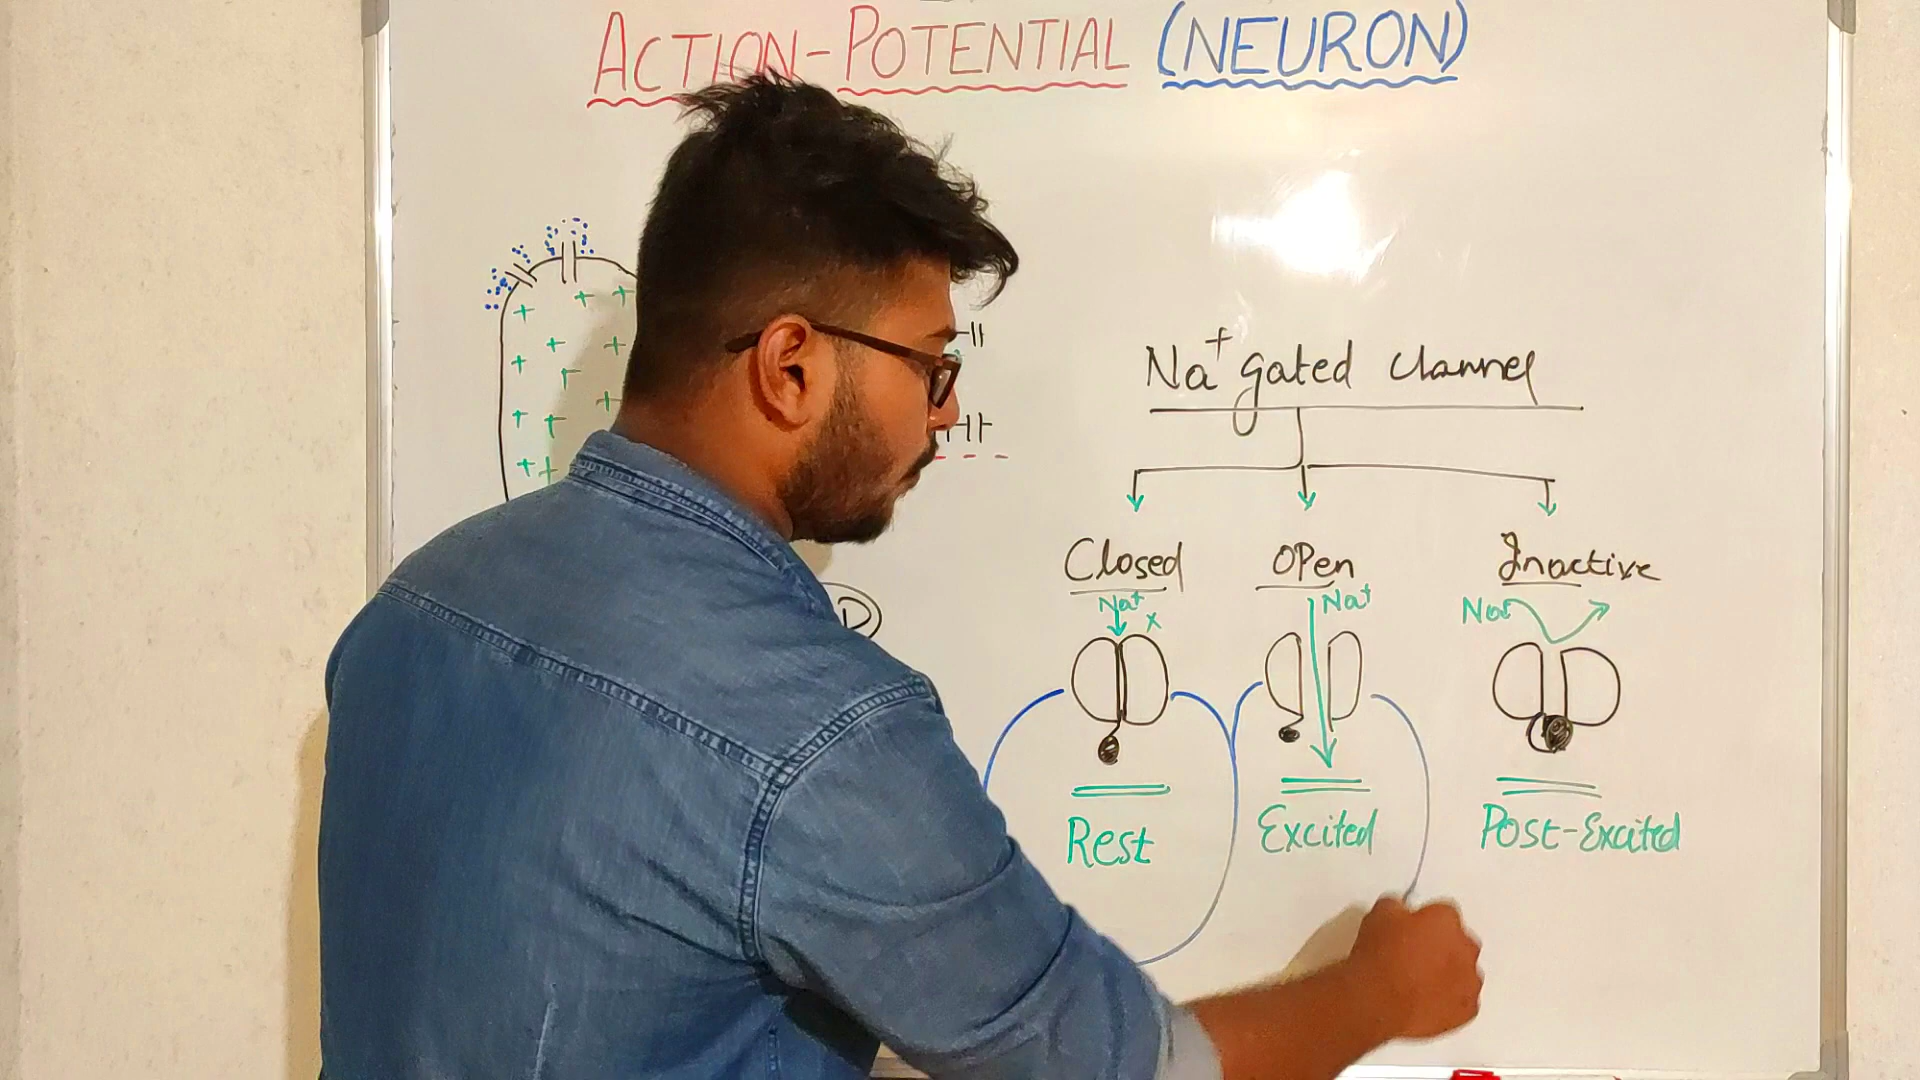 ACTION-POTENTIAL (NEURON)
Na+ gated Channel
Closed OPen Inactive
Na+ x Na+ Na+
Rest Excited Post-Excited